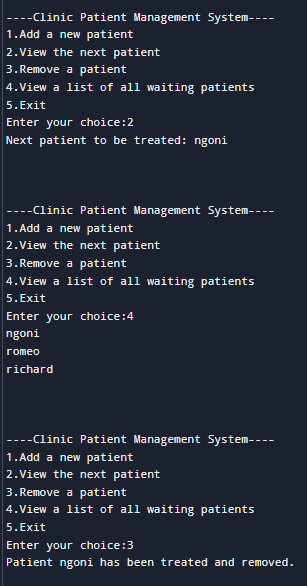 ----Clinic Patient Management System----
1.Add a new patient
2.View the next patient
3.Remove a patient
4.View a list of all waiting patients
5.Exit
Enter your choice:2
Next patient to be treated: ngoni
----Clinic Patient Management System----
1.Add a new patient
2.View the next patient
3.Remove a patient
4.View a list of all waiting patients
5.Exit
Enter your choice:4
ngoni
romeo
richard
----Clinic Patient Management System----
1.Add a new patient
2.View the next patient
3.Remove a patient
4.View a list of all waiting patients
5.Exit
Enter your choice:3
Patient ngoni has been treated and removed.